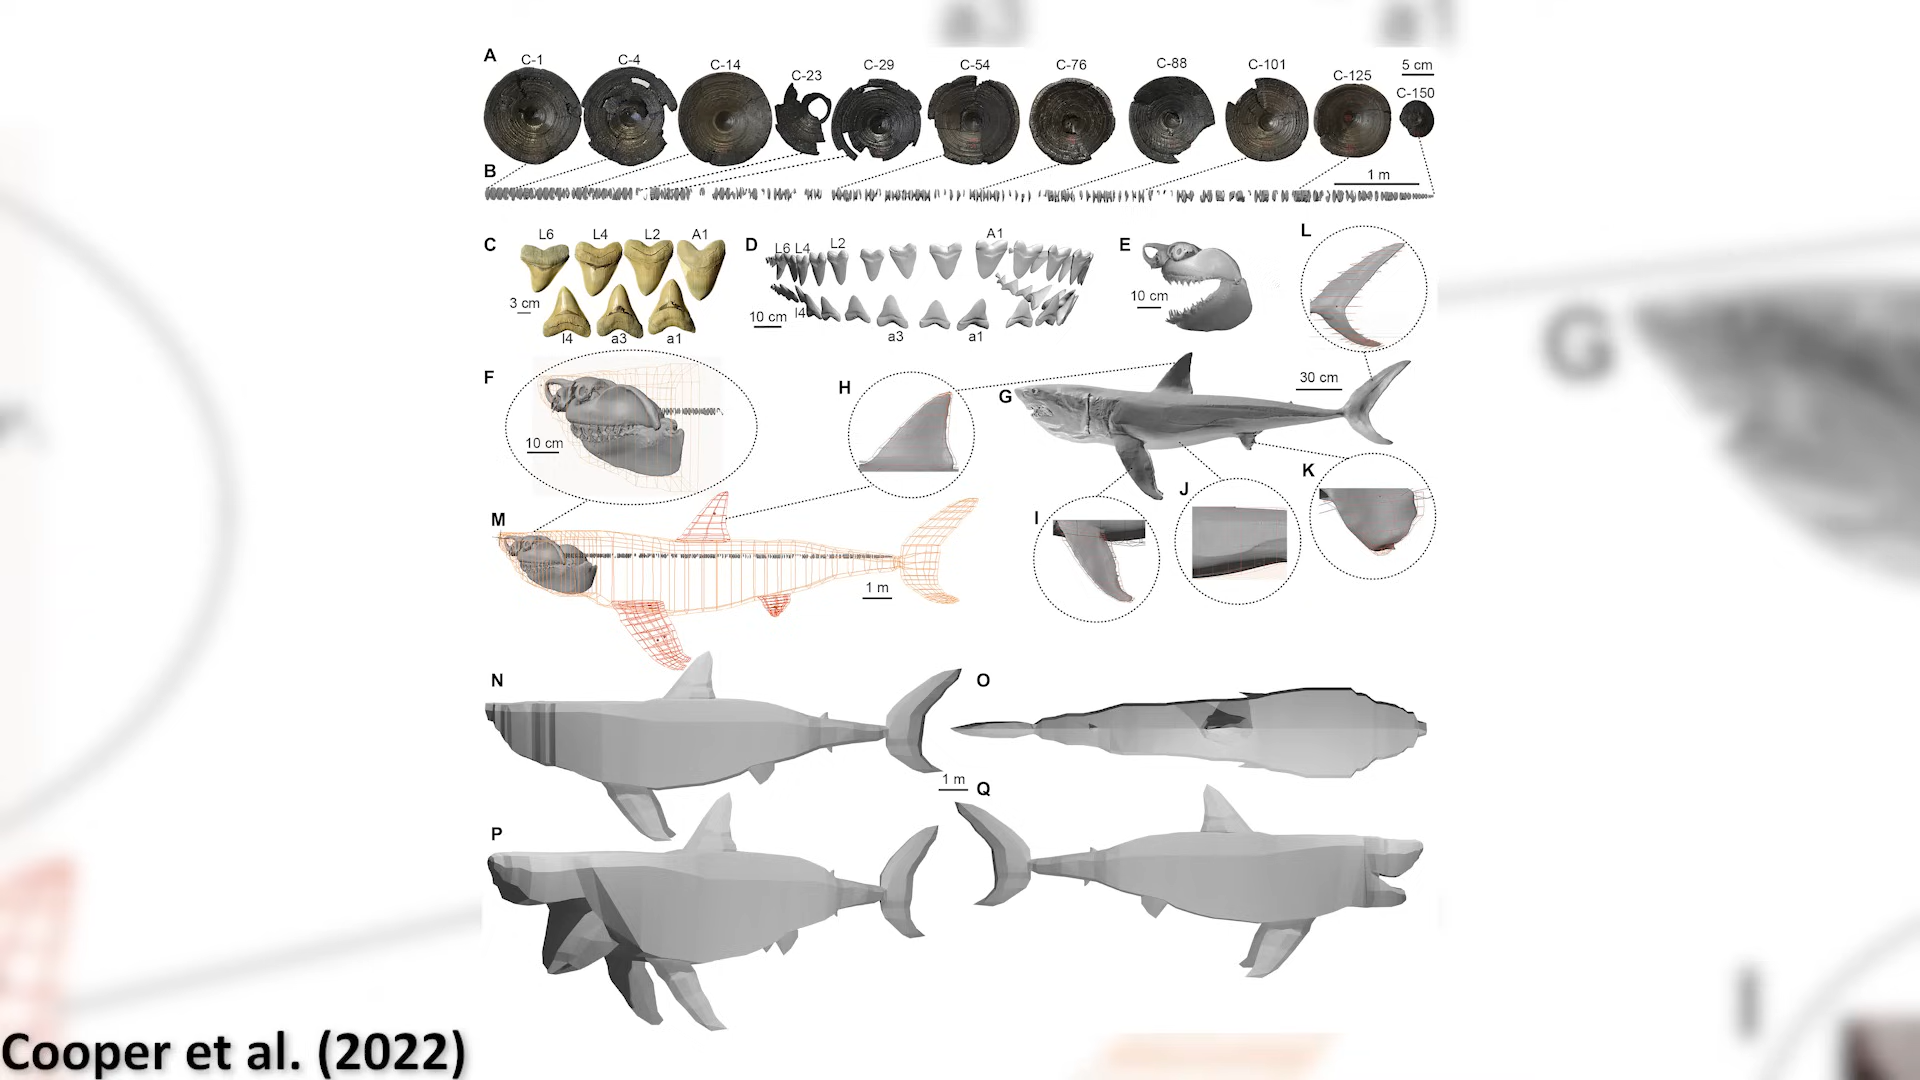 a3 a1
A C-1 C-4 C-14 C-23 C-29 C-54 C-76 C-88 C-101 C-125 5 cm
C-150
B 1 m
C L6 L4 L2 A1
D L6 L4 L2 A1
E
L
3 cm 10 cm l4 10 cm
l4 a3 a1 a3 a1
F H G 30 cm
10 cm
G
K
J
M I
1 m
N O
1 m Q
P
I
Cooper et al. (2022)